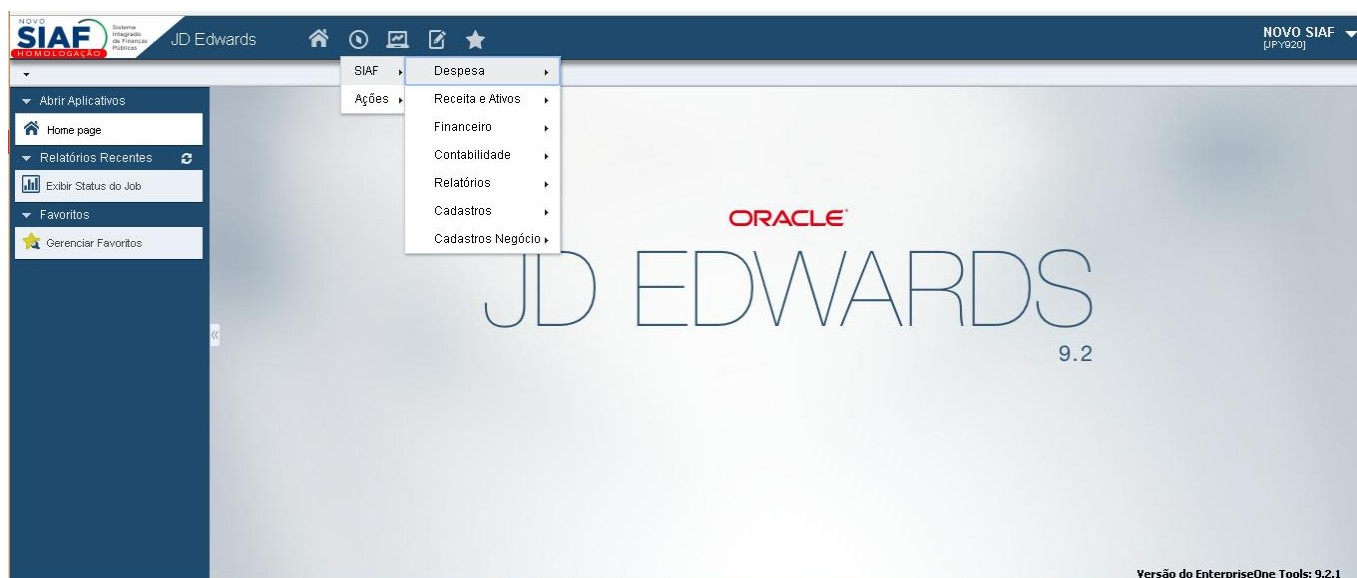 NOVO
SIAF
Sistema
Integrado
de Finanças
Públicas
HOMOLOGAÇÃO
JD Edwards
NOVO SIAF
[JPY920]
SIAF
Despesa
Ações
Receita e Ativos
Financeiro
Contabilidade
Relatórios
Cadastros
Cadastros Negócio
Abrir Aplicativos
Home page
Relatórios Recentes
Exibir Status do Job
Favoritos
Gerenciar Favoritos
ORACLE
JD EDWARDS
9.2
Versão do EnterpriseOne Tools: 9.2.1